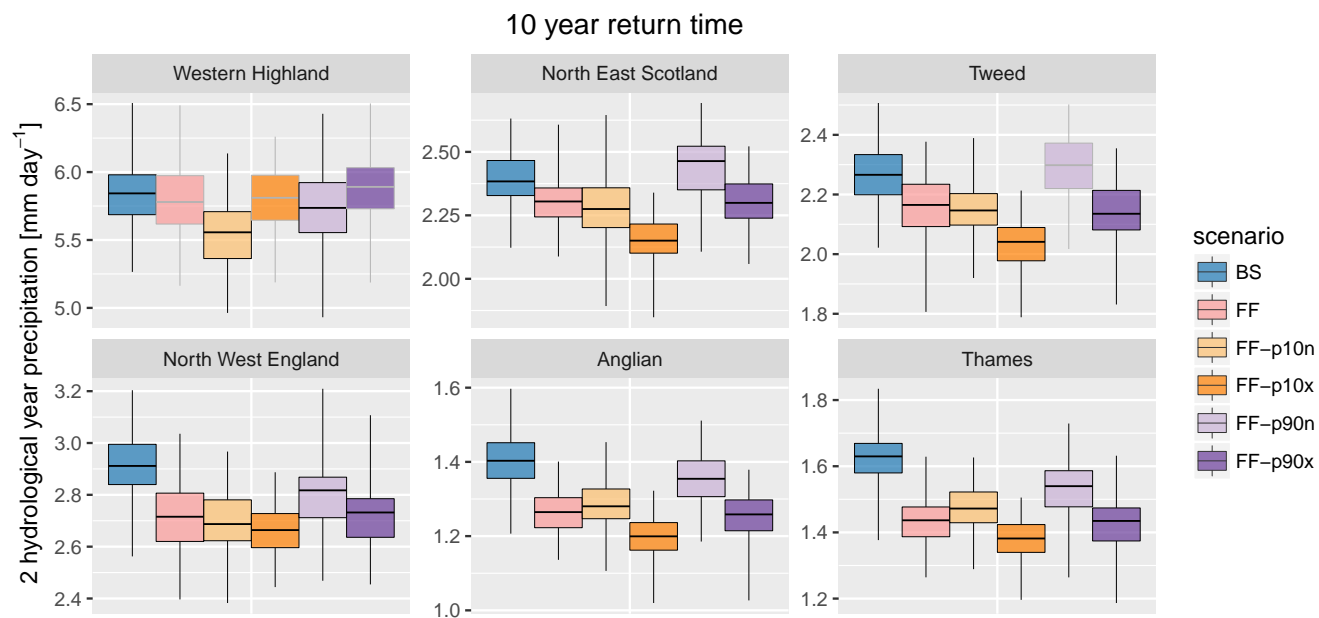 10 year return time
2 hydrological year precipitation [mm day⁻¹]
Western Highland
6.5
6.0
5.5
5.0
North East Scotland
2.50
2.25
2.00
Tweed
2.4
2.2
2.0
1.8
North West England
3.2
3.0
2.8
2.6
2.4
Anglian
1.6
1.4
1.2
1.0
Thames
1.8
1.6
1.4
1.2
scenario
BS
FF
FF−p10n
FF−p10x
FF−p90n
FF−p90x